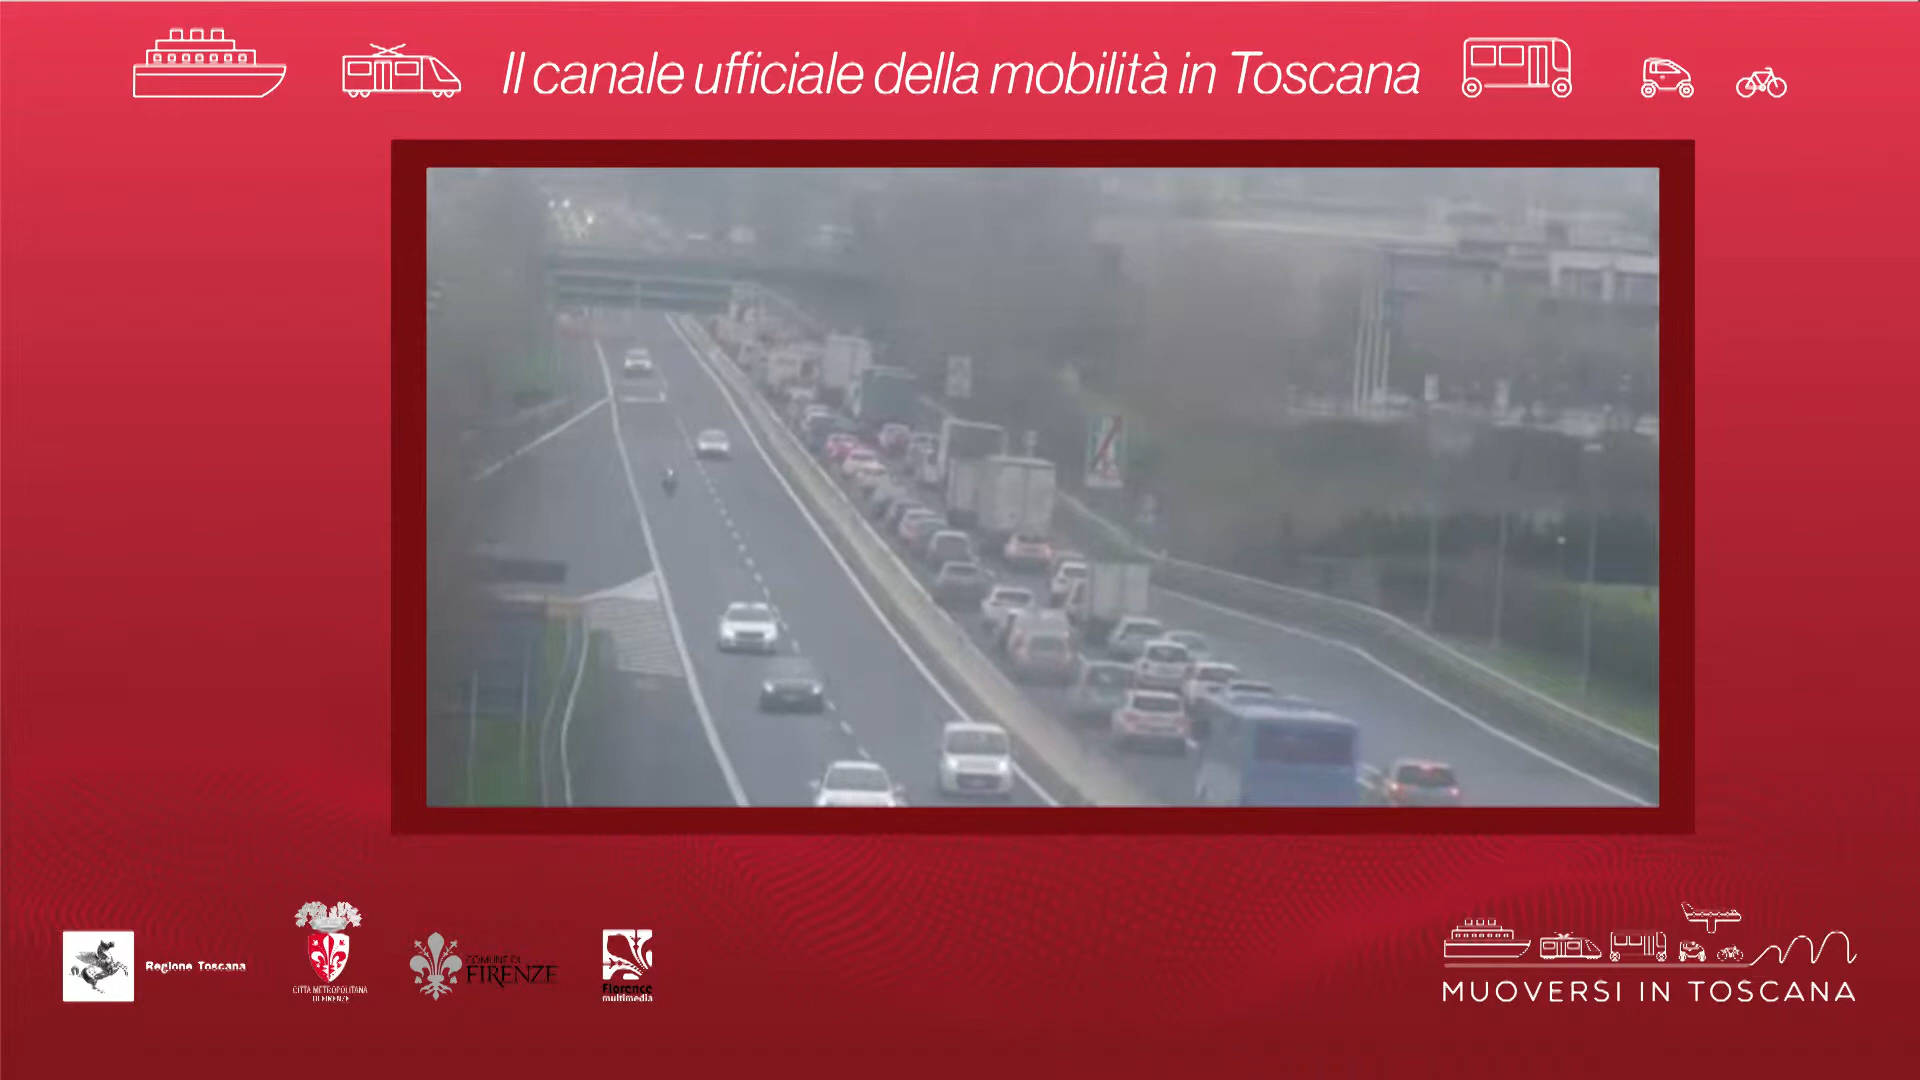 Il canale ufficiale della mobilità in Toscana
Regione Toscana
CITTÀ METROPOLITANA
DI FIRENZE
COMUNE DI
FIRENZE
Florence
multimedia
MUOVERSI IN TOSCANA